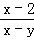 x − 2
x − y